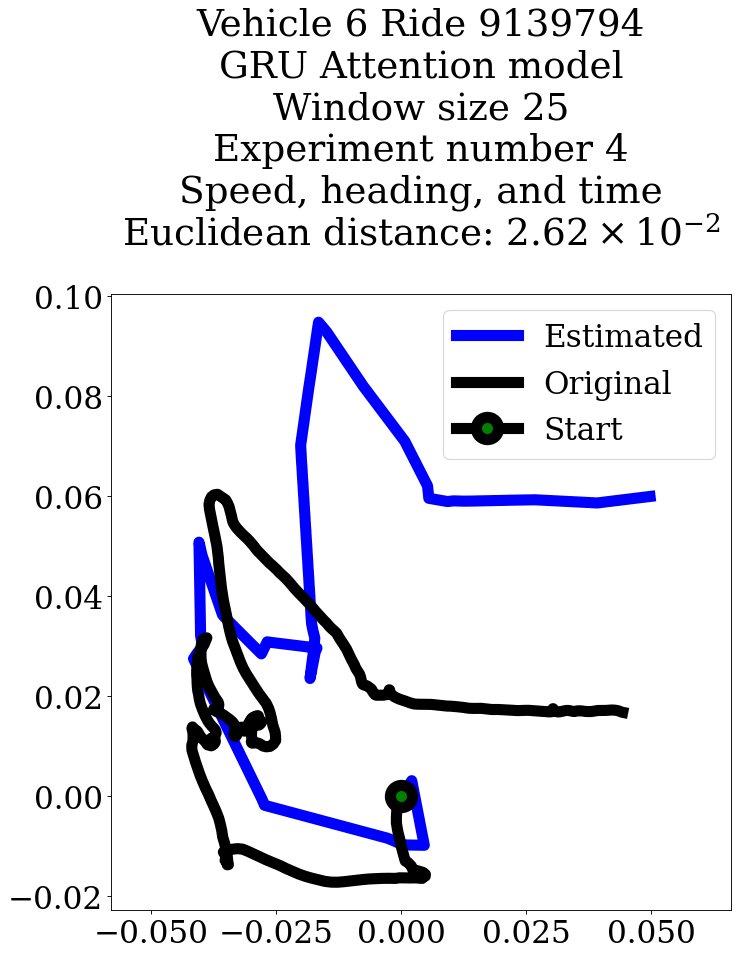 Vehicle 6 Ride 9139794
GRU Attention model
Window size 25
Experiment number 4
Speed, heading, and time
Euclidean distance: 2.62 × 10⁻²
0.10
Estimated
Original
Start
0.08
0.06
0.04
0.02
0.00
−0.02
−0.050 −0.025 0.000 0.025 0.050